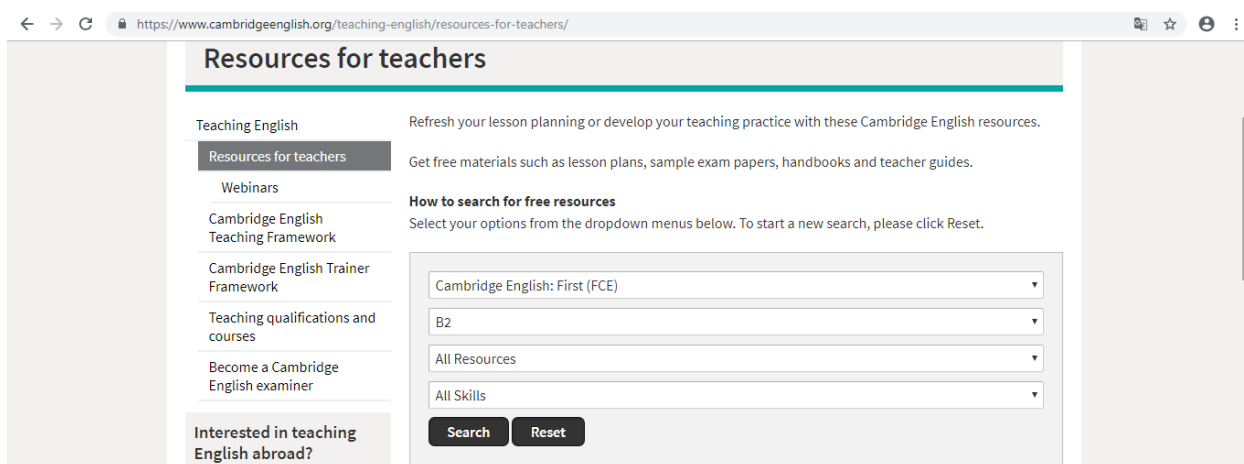 https://www.cambridgeenglish.org/teaching-english/resources-for-teachers/
Resources for teachers
Teaching English
Resources for teachers
Webinars
Cambridge English
Teaching Framework
Cambridge English Trainer
Framework
Teaching qualifications and
courses
Become a Cambridge
English examiner
Interested in teaching
English abroad?
Refresh your lesson planning or develop your teaching practice with these Cambridge English resources.
Get free materials such as lesson plans, sample exam papers, handbooks and teacher guides.
How to search for free resources
Select your options from the dropdown menus below. To start a new search, please click Reset.
Cambridge English: First (FCE)
B2
All Resources
All Skills
Search Reset